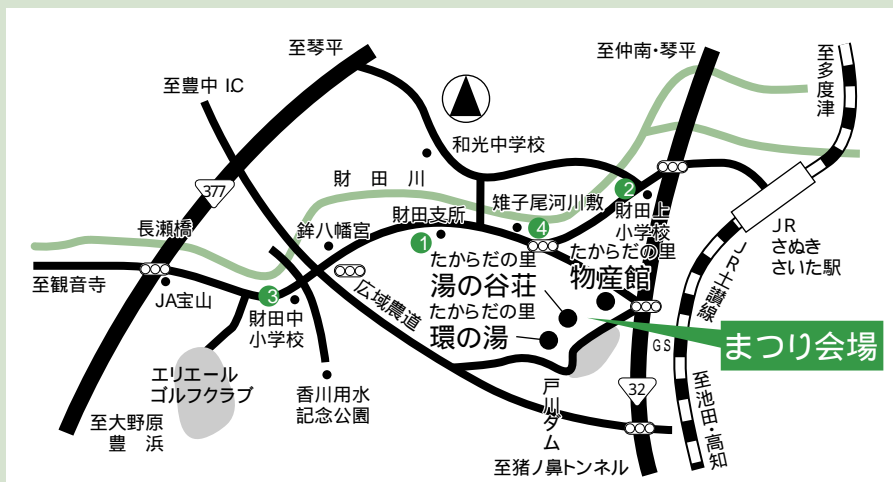 至琴平
至仲南・琴平
至多度津
至豊中 I.C
和光中学校
377
財田川
雉子尾河川敷
2
財田上
小学校
長瀬橋
鉾八幡宮
財田支所
4
JR
さぬき
さいた駅
1
たからだの里
物産館
たからだの里
湯の谷荘
JR土讃線
至観音寺
JA宝山
3
財田中
小学校
広域農道
たからだの里
環の湯
GS
まつり会場
エリエール
ゴルフクラブ
香川用水
記念公園
戸川ダム
32
至池田・高知
至大野原
豊浜
至猪ノ鼻トンネル